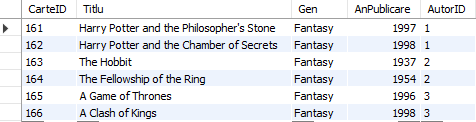 CarteID Titlu Gen AnPublicare AutorID
161 Harry Potter and the Philosopher's Stone Fantasy 1997 1
162 Harry Potter and the Chamber of Secrets Fantasy 1998 1
163 The Hobbit Fantasy 1937 2
164 The Fellowship of the Ring Fantasy 1954 2
165 A Game of Thrones Fantasy 1996 3
166 A Clash of Kings Fantasy 1998 3